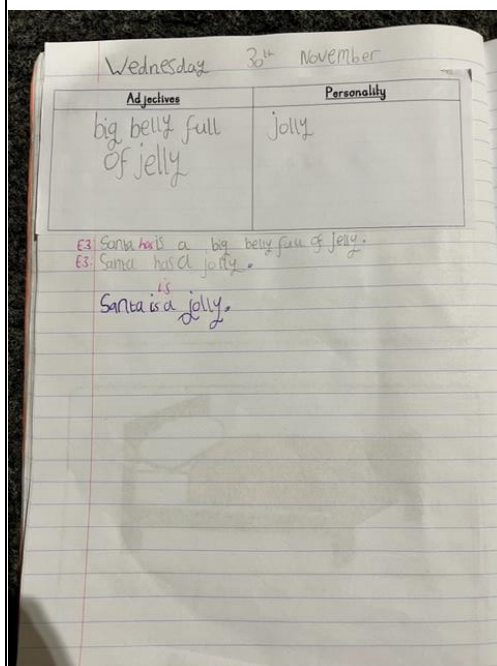 Wednesday 30th November
Adjectives Personality
big belly full jolly
of jelly
E3 Santa has is a big belly full of jelly.
E3 Santa has a jolly.
is
Santa is a jolly.